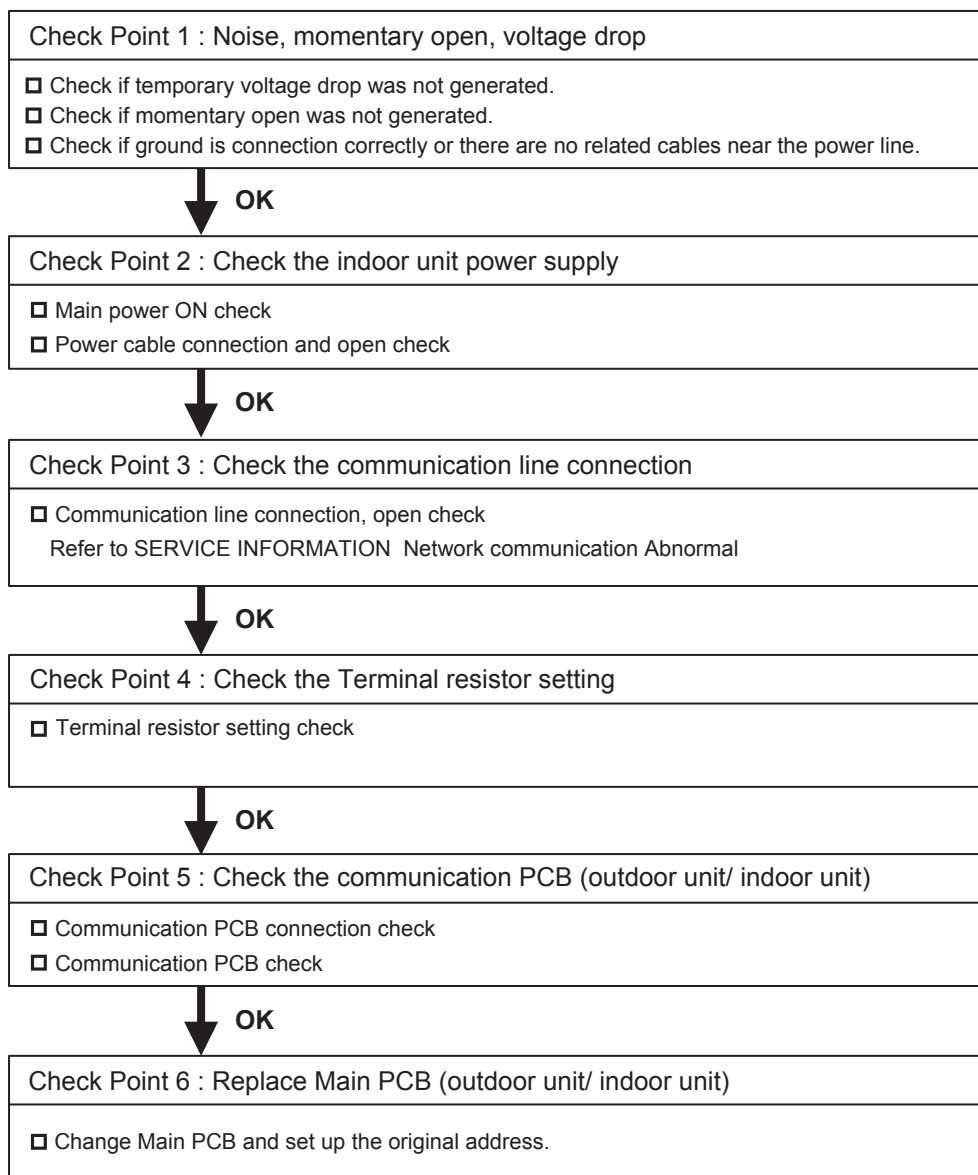 Check Point 1 : Noise, momentary open, voltage drop
Check if temporary voltage drop was not generated.
Check if momentary open was not generated.
Check if ground is connection correctly or there are no related cables near the power line.
OK
Check Point 2 : Check the indoor unit power supply
Main power ON check
Power cable connection and open check
OK
Check Point 3 : Check the communication line connection
Communication line connection, open check
Refer to SERVICE INFORMATION  Network communication Abnormal
OK
Check Point 4 : Check the Terminal resistor setting
Terminal resistor setting check
OK
Check Point 5 : Check the communication PCB (outdoor unit/ indoor unit)
Communication PCB connection check
Communication PCB check
OK
Check Point 6 : Replace Main PCB (outdoor unit/ indoor unit)
Change Main PCB and set up the original address.